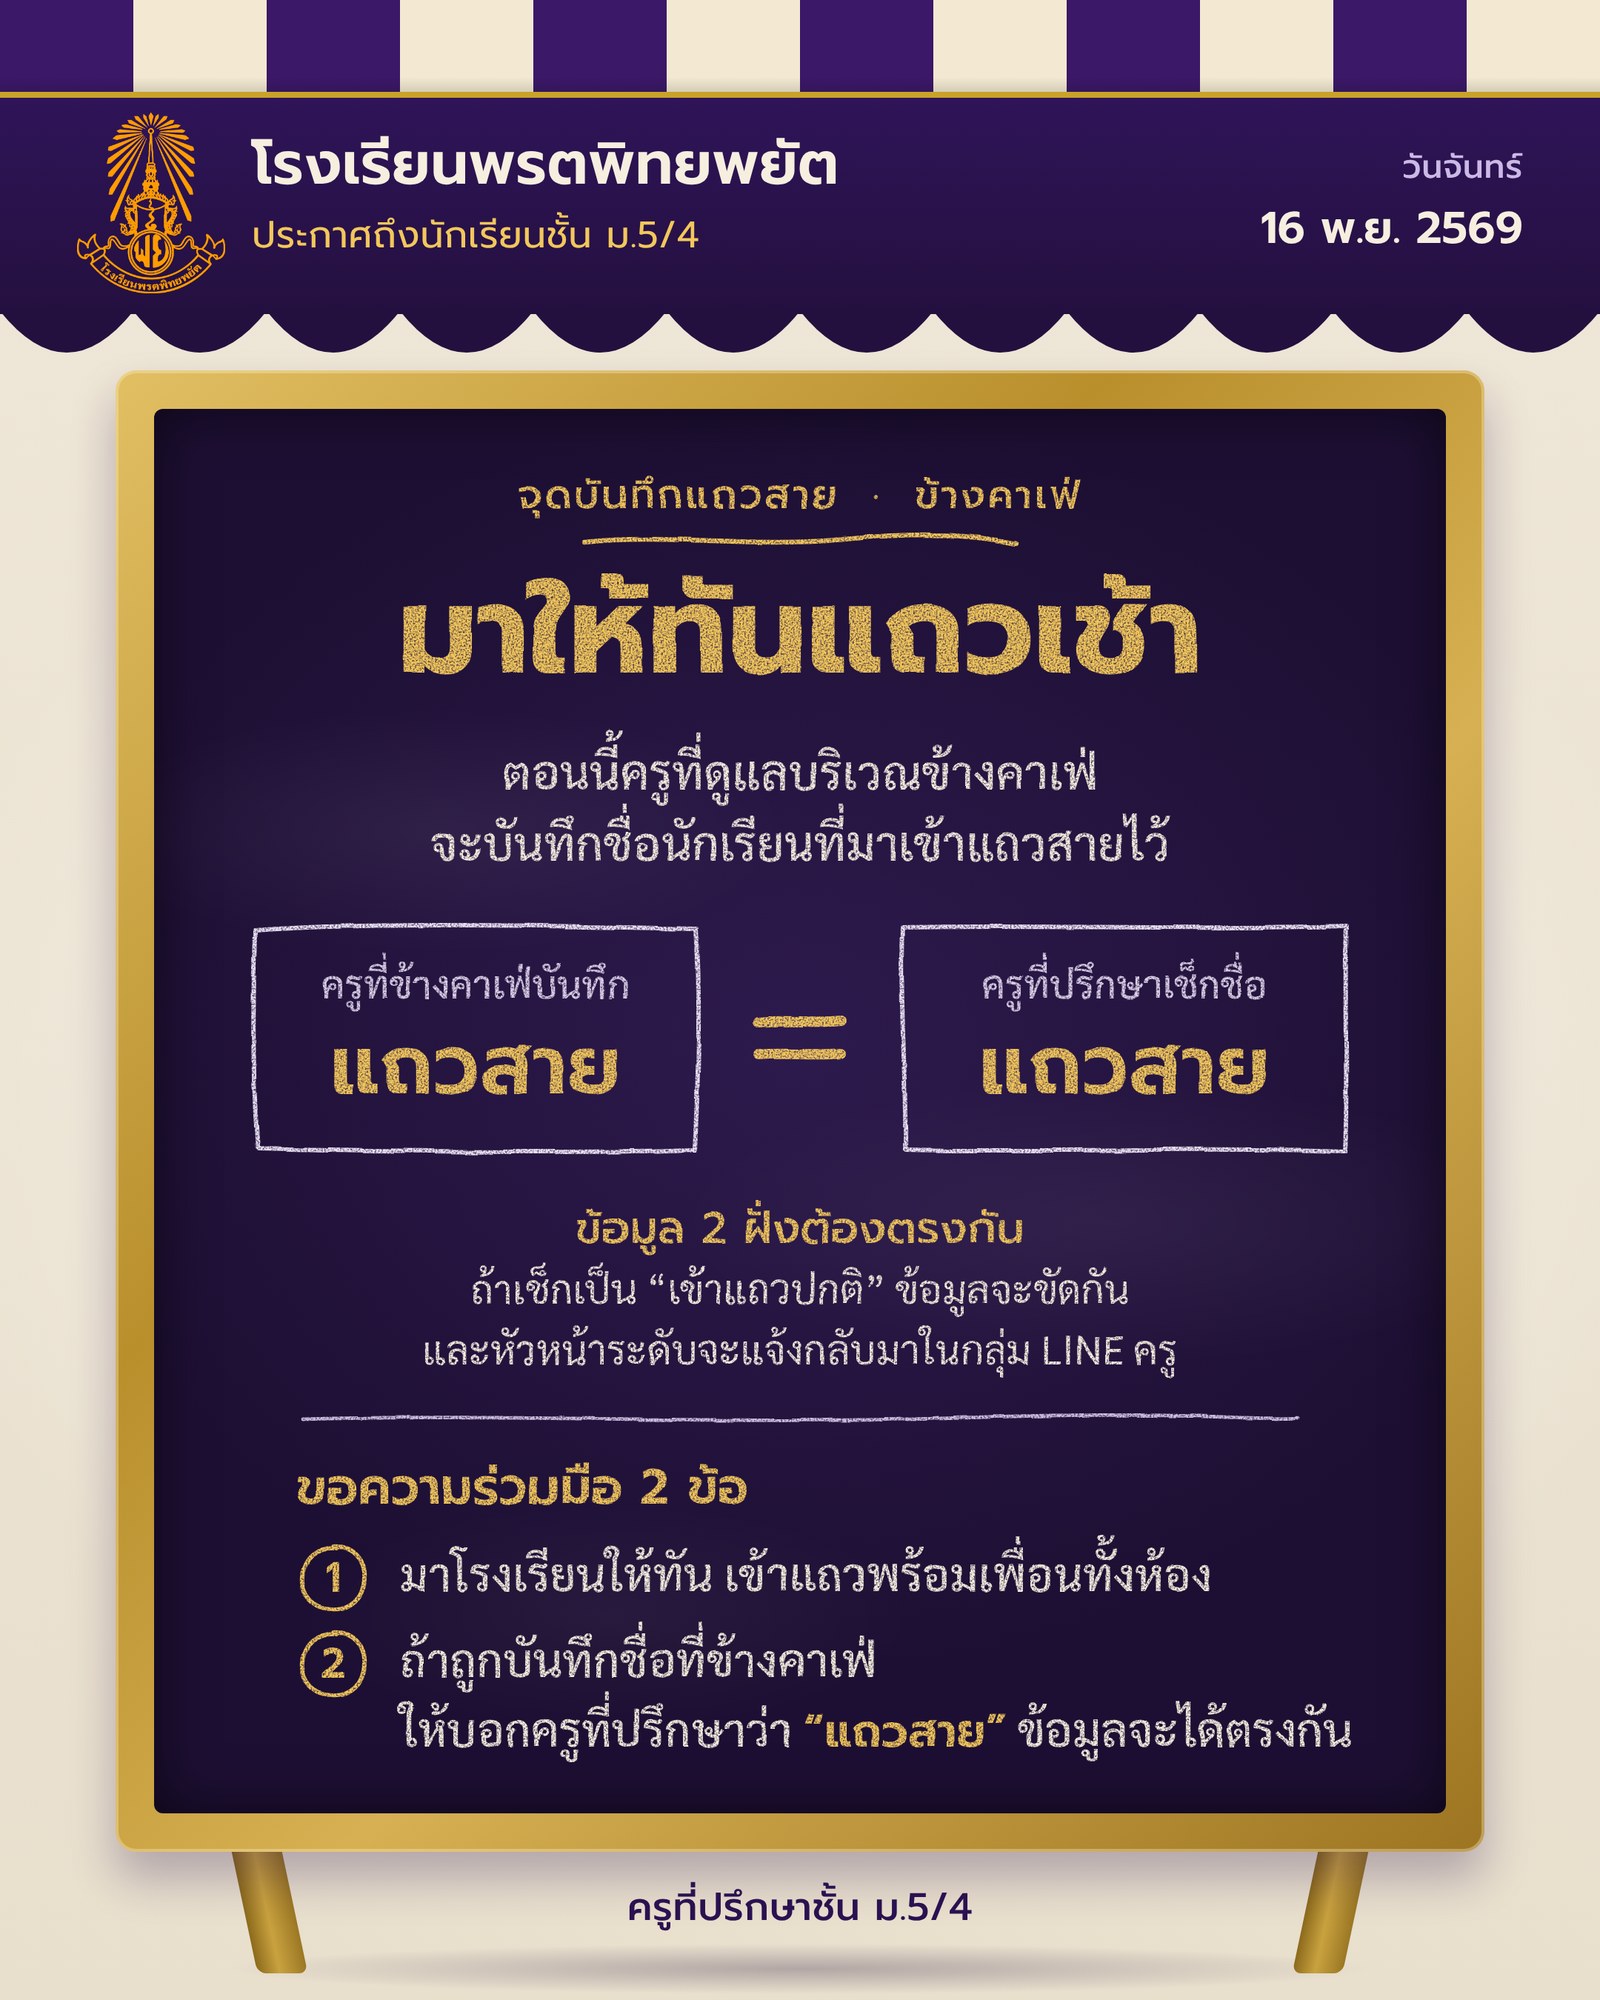 โรงเรียนพรตพิทยพยัต
ประกาศถึงนักเรียนชั้น ม.5/4
วันจันทร์
16 พ.ย. 2569
พย
โรงเรียนพรตพิทยพยัต
จุดบันทึกแถวสาย · ข้างคาเฟ่
มาให้ทันแถวเช้า
ตอนนี้ครูที่ดูแลบริเวณข้างคาเฟ่
จะบันทึกชื่อนักเรียนที่มาเข้าแถวสายไว้
ครูที่ข้างคาเฟ่บันทึก
แถวสาย
=
ครูที่ปรึกษาเช็กชื่อ
แถวสาย
ข้อมูล 2 ฝั่งต้องตรงกัน
ถ้าเช็กเป็น “เข้าแถวปกติ” ข้อมูลจะขัดกัน
และหัวหน้าระดับจะแจ้งกลับมาในกลุ่ม LINE ครู
ขอความร่วมมือ 2 ข้อ
1 มาโรงเรียนให้ทัน เข้าแถวพร้อมเพื่อนทั้งห้อง
2 ถ้าถูกบันทึกชื่อที่ข้างคาเฟ่
ให้บอกครูที่ปรึกษาว่า “แถวสาย” ข้อมูลจะได้ตรงกัน
ครูที่ปรึกษาชั้น ม.5/4